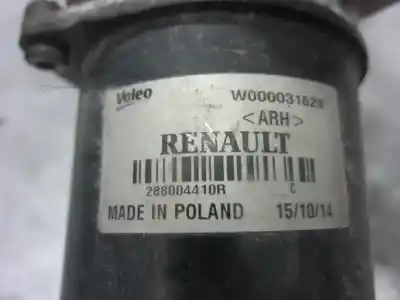 Valeo W000031629
<ARH>
RENAULT
288004410R C
MADE IN POLAND 15/10/14